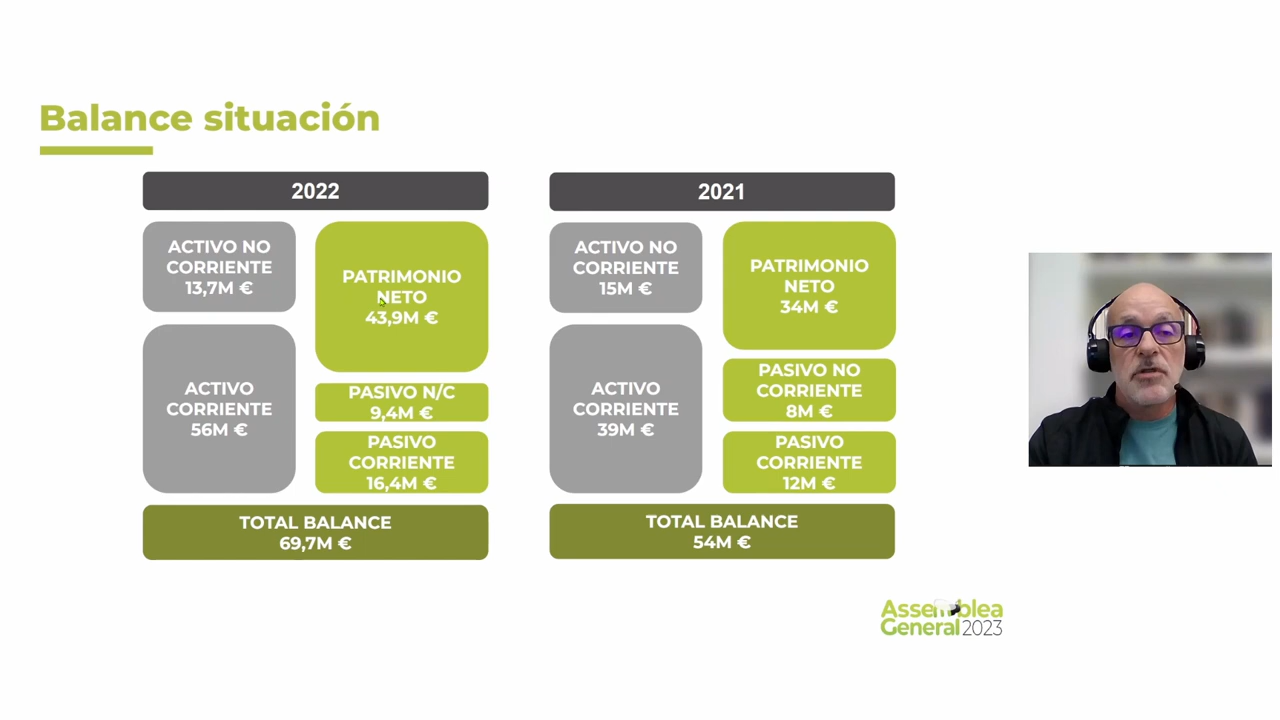 Balance situación
2022
ACTIVO NO
CORRIENTE
13,7M €
PATRIMONIO
NETO
43,9M €
ACTIVO
CORRIENTE
56M €
PASIVO N/C
9,4M €
PASIVO
CORRIENTE
16,4M €
TOTAL BALANCE
69,7M €
2021
ACTIVO NO
CORRIENTE
15M €
PATRIMONIO
NETO
34M €
ACTIVO
CORRIENTE
39M €
PASIVO NO
CORRIENTE
8M €
PASIVO
CORRIENTE
12M €
TOTAL BALANCE
54M €
Assemblea
General 2023